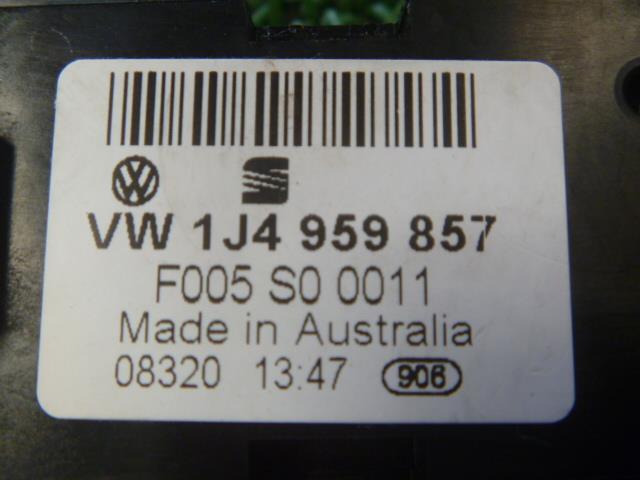 VW 1J4 959 857
F005 S0 0011
Made in Australia
08320 13:47 906